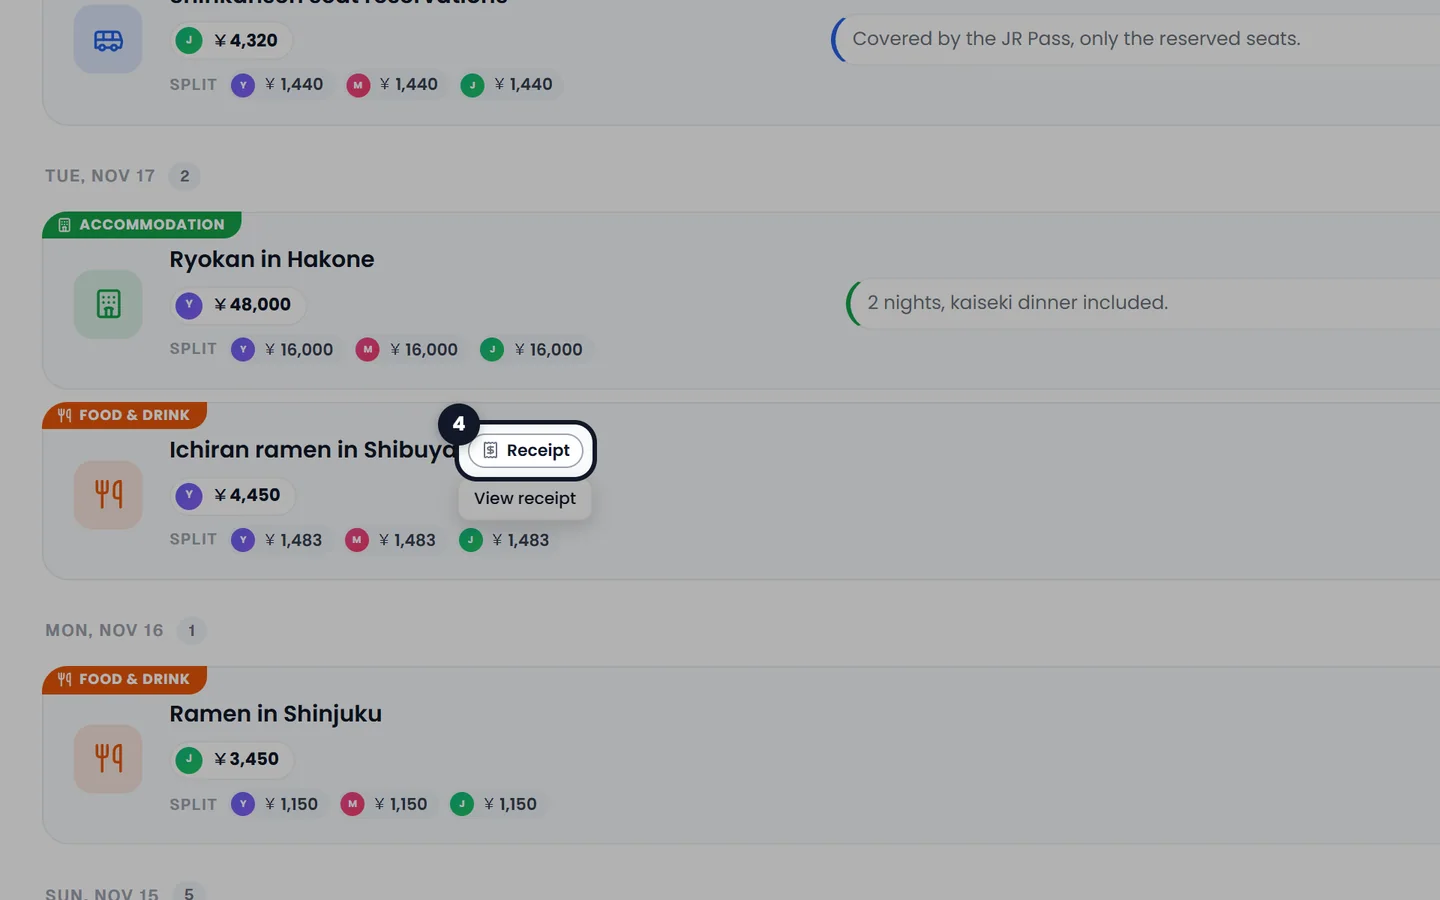 Shinkansen seat reservations
J ¥ 4,320
Covered by the JR Pass, only the reserved seats.
SPLIT Y ¥ 1,440 M ¥ 1,440 J ¥ 1,440
TUE, NOV 17 2
ACCOMMODATION
Ryokan in Hakone
Y ¥ 48,000
2 nights, kaiseki dinner included.
SPLIT Y ¥ 16,000 M ¥ 16,000 J ¥ 16,000
FOOD & DRINK
4
Ichiran ramen in Shibuya
Receipt
Y ¥ 4,450
View receipt
SPLIT Y ¥ 1,483 M ¥ 1,483 J ¥ 1,483
MON, NOV 16 1
FOOD & DRINK
Ramen in Shinjuku
J ¥ 3,450
SPLIT Y ¥ 1,150 M ¥ 1,150 J ¥ 1,150
SUN, NOV 15 5